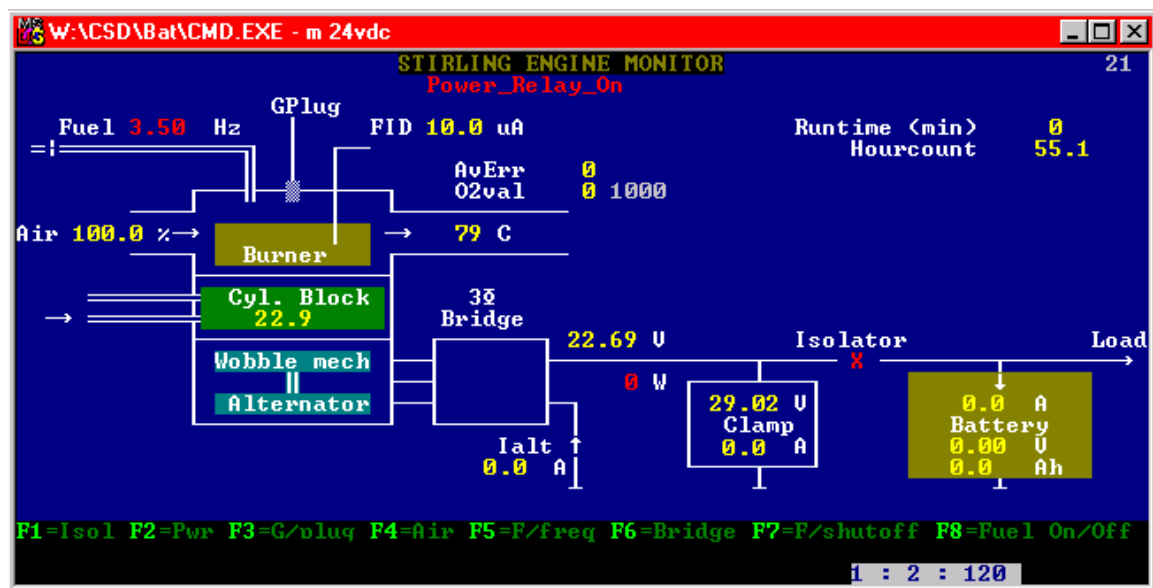 W:\CSD\Bat\CMD.EXE - m 24vdc
STIRLING ENGINE MONITOR 21
Power_Relay_On
GPlug
Fuel 3.50 Hz FID 10.0 uA Runtime (min) 0
Hourcount 55.1
AvErr 0
O2val 0 1000
Air 100.0 % 79 C
Burner
Cyl. Block 3Φ
22.9 Bridge
22.69 V Isolator Load
Wobble mech 0 W X
Alternator 29.02 V 0.0 A
Clamp Battery
Ialt 0.0 A 0.00 V
0.0 A 0.0 Ah
F1=Isol F2=Pwr F3=G/plug F4=Air F5=F/freq F6=Bridge F7=F/shutoff F8=Fuel On/Off
1 : 2 : 120